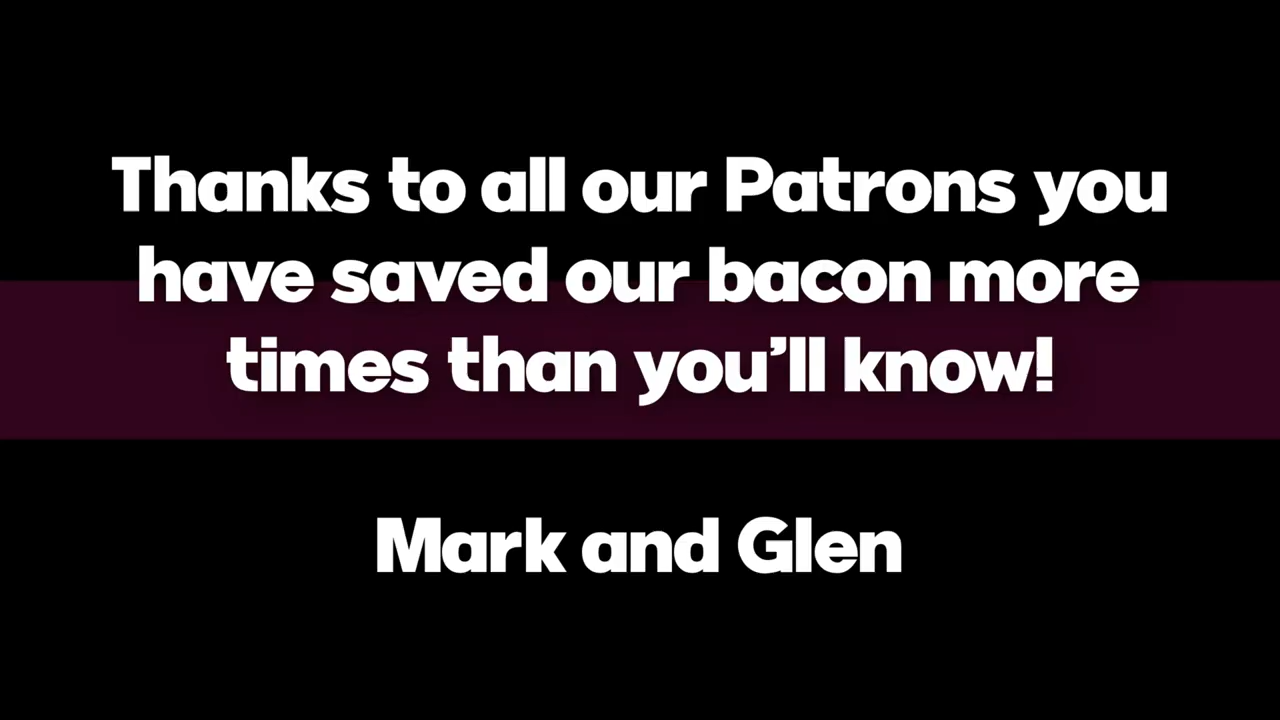 Thanks to all our Patrons you
have saved our bacon more
times than you’ll know!
Mark and Glen